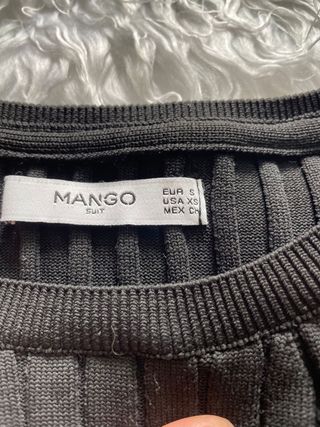 MANGO
SUIT
EUR S
USA XS
MEX CH